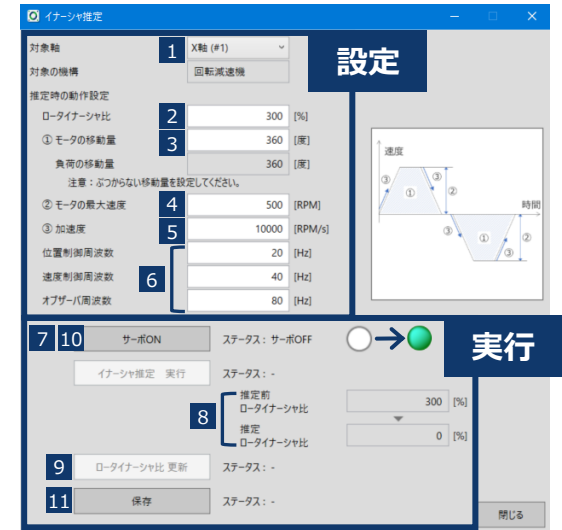 イナーシャ推定
対象軸 1 X軸 (#1)
設定
対象の機構 回転減速機
推定時の動作設定
ロータイナーシャ比 2 300 [%]
① モータの移動量 3 360 [度]
負荷の移動量 360 [度]
注意：ぶつからない移動量を設定してください。
② モータの最大速度 4 500 [RPM]
③ 加速度 5 10000 [RPM/s]
位置制御周波数 20 [Hz]
速度制御周波数 6 40 [Hz]
オブザーバ周波数 80 [Hz]
速度
③ ① ③ ②
時間
③ ① ②
③
実行
7 10 サーボON ステータス： サーボOFF
イナーシャ推定 実行 ステータス： -
8
推定前
ロータイナーシャ比 300 [%]
推定
ロータイナーシャ比 0 [%]
9 ロータイナーシャ比 更新 ステータス： -
11 保存 ステータス： -
閉じる